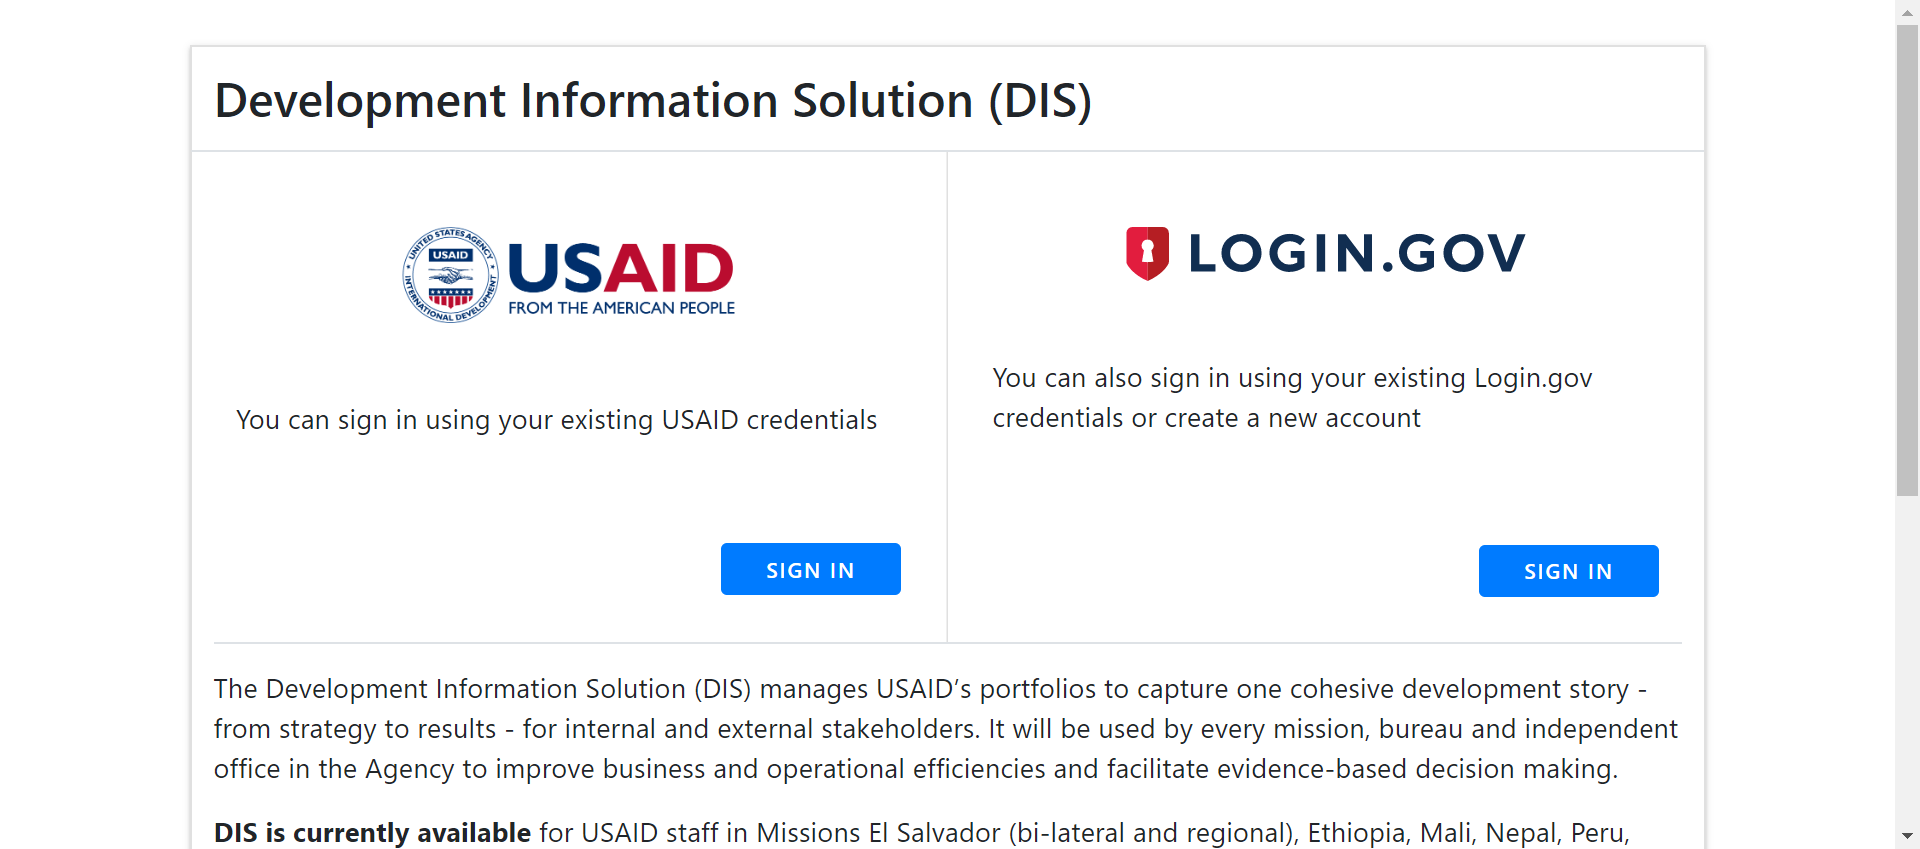 Development Information Solution (DIS)
UNITED STATES AGENCY
USAID
INTERNATIONAL DEVELOPMENT
USAID
FROM THE AMERICAN PEOPLE
You can sign in using your existing USAID credentials
SIGN IN
LOGIN.GOV
You can also sign in using your existing Login.gov
credentials or create a new account
SIGN IN
The Development Information Solution (DIS) manages USAID’s portfolios to capture one cohesive development story -
from strategy to results - for internal and external stakeholders. It will be used by every mission, bureau and independent
office in the Agency to improve business and operational efficiencies and facilitate evidence-based decision making.
DIS is currently available for USAID staff in Missions El Salvador (bi-lateral and regional), Ethiopia, Mali, Nepal, Peru,